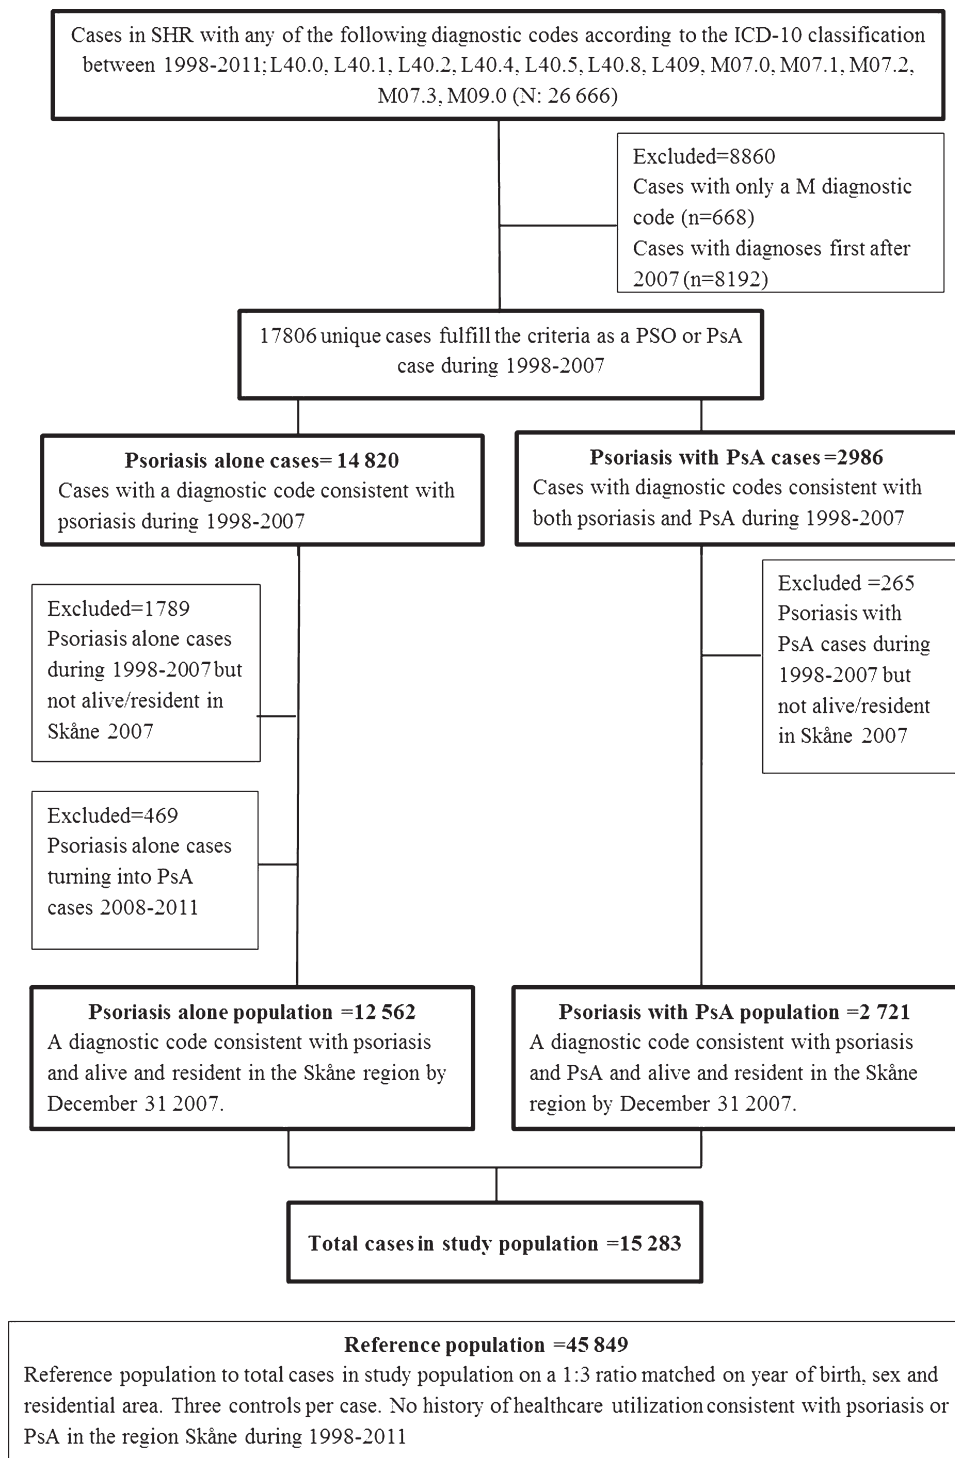 Cases in SHR with any of the following diagnostic codes according to the ICD-10 classification
between 1998-2011; L40.0, L40.1, L40.2, L40.4, L40.5, L40.8, L409, M07.0, M07.1, M07.2,
M07.3, M09.0 (N: 26 666)
Excluded=8860
Cases with only a M diagnostic
code (n=668)
Cases with diagnoses first after
2007 (n=8192)
17806 unique cases fulfill the criteria as a PSO or PsA
case during 1998-2007
Psoriasis alone cases= 14 820
Cases with a diagnostic code consistent with
psoriasis during 1998-2007
Psoriasis with PsA cases =2986
Cases with diagnostic codes consistent with
both psoriasis and PsA during 1998-2007
Excluded=1789
Psoriasis alone cases
during 1998-2007 but
not alive/resident in
Skåne 2007
Excluded =265
Psoriasis with
PsA cases during
1998-2007 but
not alive/resident
in Skåne 2007
Excluded=469
Psoriasis alone cases
turning into PsA
cases 2008-2011
Psoriasis alone population =12 562
A diagnostic code consistent with psoriasis
and alive and resident in the Skåne region by
December 31 2007.
Psoriasis with PsA population =2 721
A diagnostic code consistent with psoriasis
and PsA and alive and resident in the Skåne
region by December 31 2007.
Total cases in study population =15 283
Reference population =45 849
Reference population to total cases in study population on a 1:3 ratio matched on year of birth, sex and
residential area. Three controls per case. No history of healthcare utilization consistent with psoriasis or
PsA in the region Skåne during 1998-2011